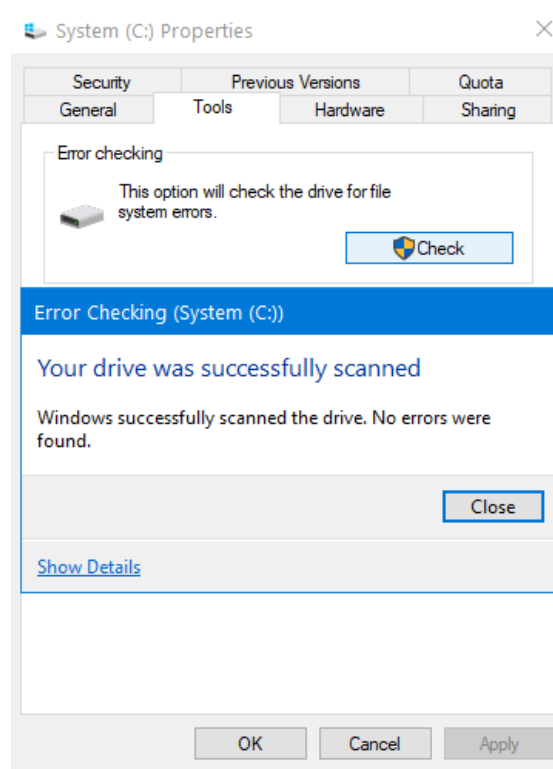 System (C:) Properties
Security Previous Versions Quota
General Tools Hardware Sharing
Error checking
This option will check the drive for file
system errors.
Check
Error Checking (System (C:))
Your drive was successfully scanned
Windows successfully scanned the drive. No errors were
found.
Close
Show Details
OK Cancel Apply